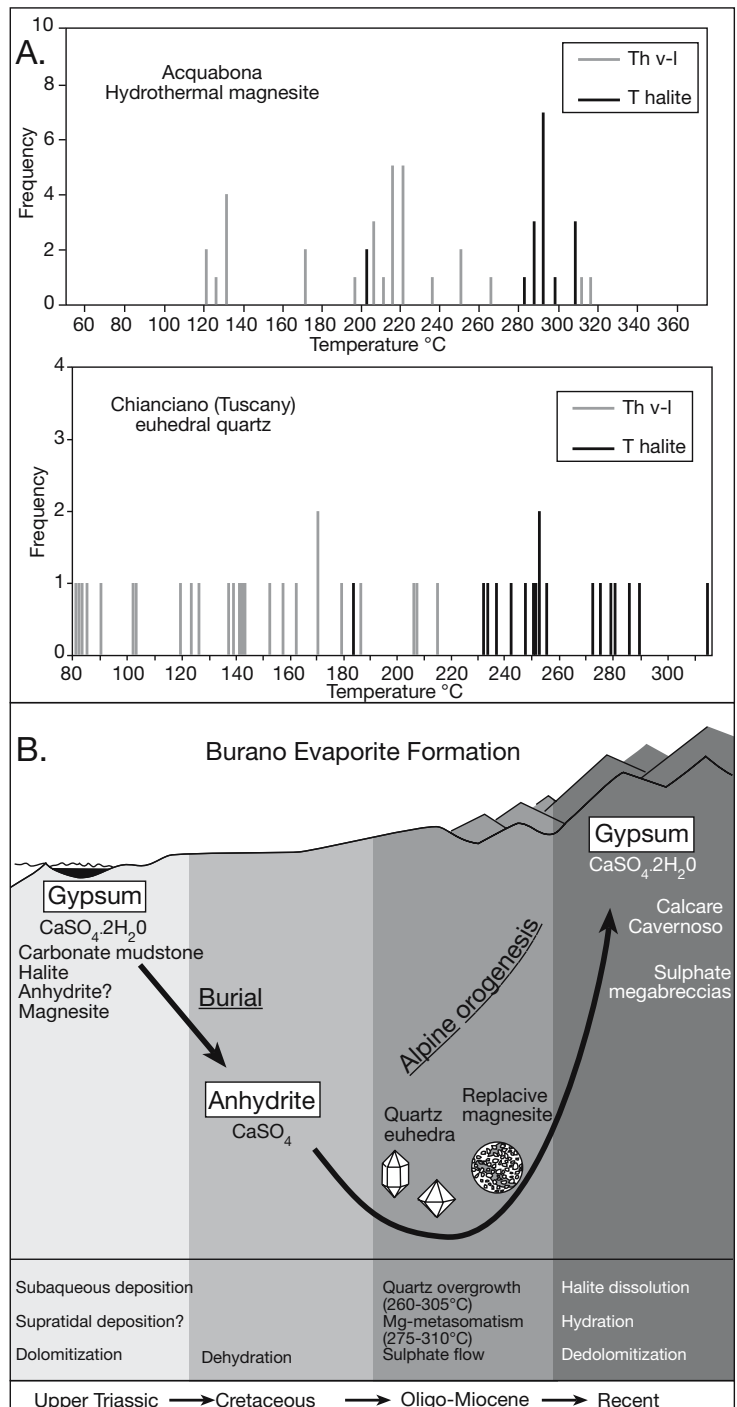 A.
10
8
6
4
2
0
Frequency
Acquabona
Hydrothermal magnesite
Th v-l
T halite
60 80 100 120 140 160 180 200 220 240 260 280 300 320 340 360
Temperature °C
4
3
2
1
0
Frequency
Chianciano (Tuscany)
euhedral quartz
Th v-l
T halite
80 100 120 140 160 180 200 220 240 260 280 300
Temperature °C
B.
Burano Evaporite Formation
Gypsum
CaSO4.2H20
Carbonate mudstone
Halite
Anhydrite?
Magnesite
Burial
Anhydrite
CaSO4
Alpine orogenesis
Quartz
euhedra
Replacive
magnesite
Gypsum
CaSO4.2H20
Calcare
Cavernoso
Sulphate
megabreccias
Subaqueous deposition
Supratidal deposition?
Dolomitization
Dehydration
Quartz overgrowth
(260-305°C)
Mg-metasomatism
(275-310°C)
Sulphate flow
Halite dissolution
Hydration
Dedolomitization
Upper Triassic → Cretaceous → Oligo-Miocene → Recent